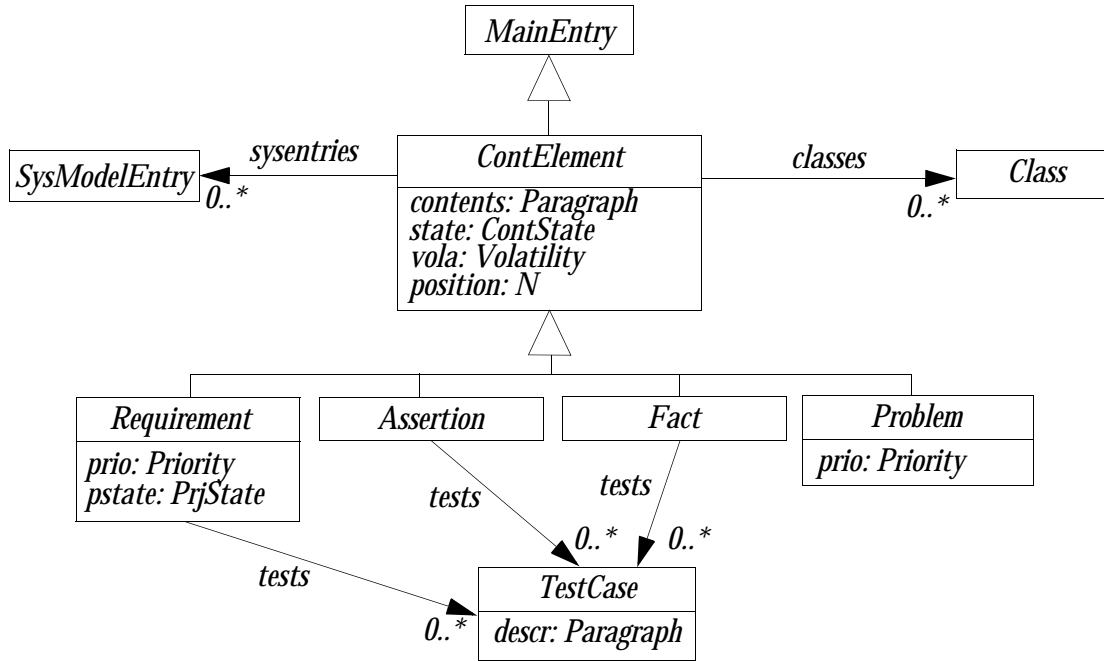 MainEntry
SysModelEntry
sysentries
0..*
ContElement
contents: Paragraph
state: ContState
vola: Volatility
position: N
classes
0..*
Class
Requirement
prio: Priority
pstate: PrjState
Assertion
Fact
Problem
prio: Priority
tests
tests
tests
0..*
0..*
0..*
TestCase
descr: Paragraph